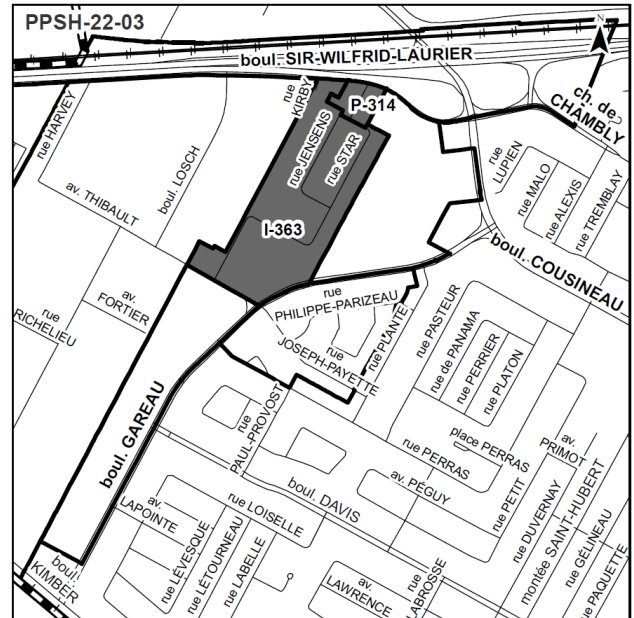 PPSH-22-03
N
boul. SIR-WILFRID-LAURIER
ch. de
CHAMBLY
rue HARVEY
rue
KIRBY
P-314
rue JENSENS
rue STAR
boul. LOSCH
av. THIBAULT
I-363
rue
LUPIEN
rue MALO
rue ALEXIS
rue TREMBLAY
boul. COUSINEAU
av.
FORTIER
rue
RICHELIEU
rue
PHILIPPE-PARIZEAU
rue
JOSEPH-PAYETTE
rue PLANTE
rue PASTEUR
rue de PANAMA
rue PERRIER
rue PLATON
boul. GAREAU
rue
PAUL-PROVOST
rue PERRAS
place PERRAS
av.
PRIMOT
av. PÉGUY
rue PETIT
rue DUVERNAY
montée SAINT-HUBERT
rue GÉLINEAU
rue PAQUETTE
boul. DAVIS
rue LOISELLE
av.
LAPOINTE
rue LÉVESQUE
rue LÉTOURNEAU
rue LABELLE
boul.
KIMBER
av.
LAWRENCE
rue
LABROSSE